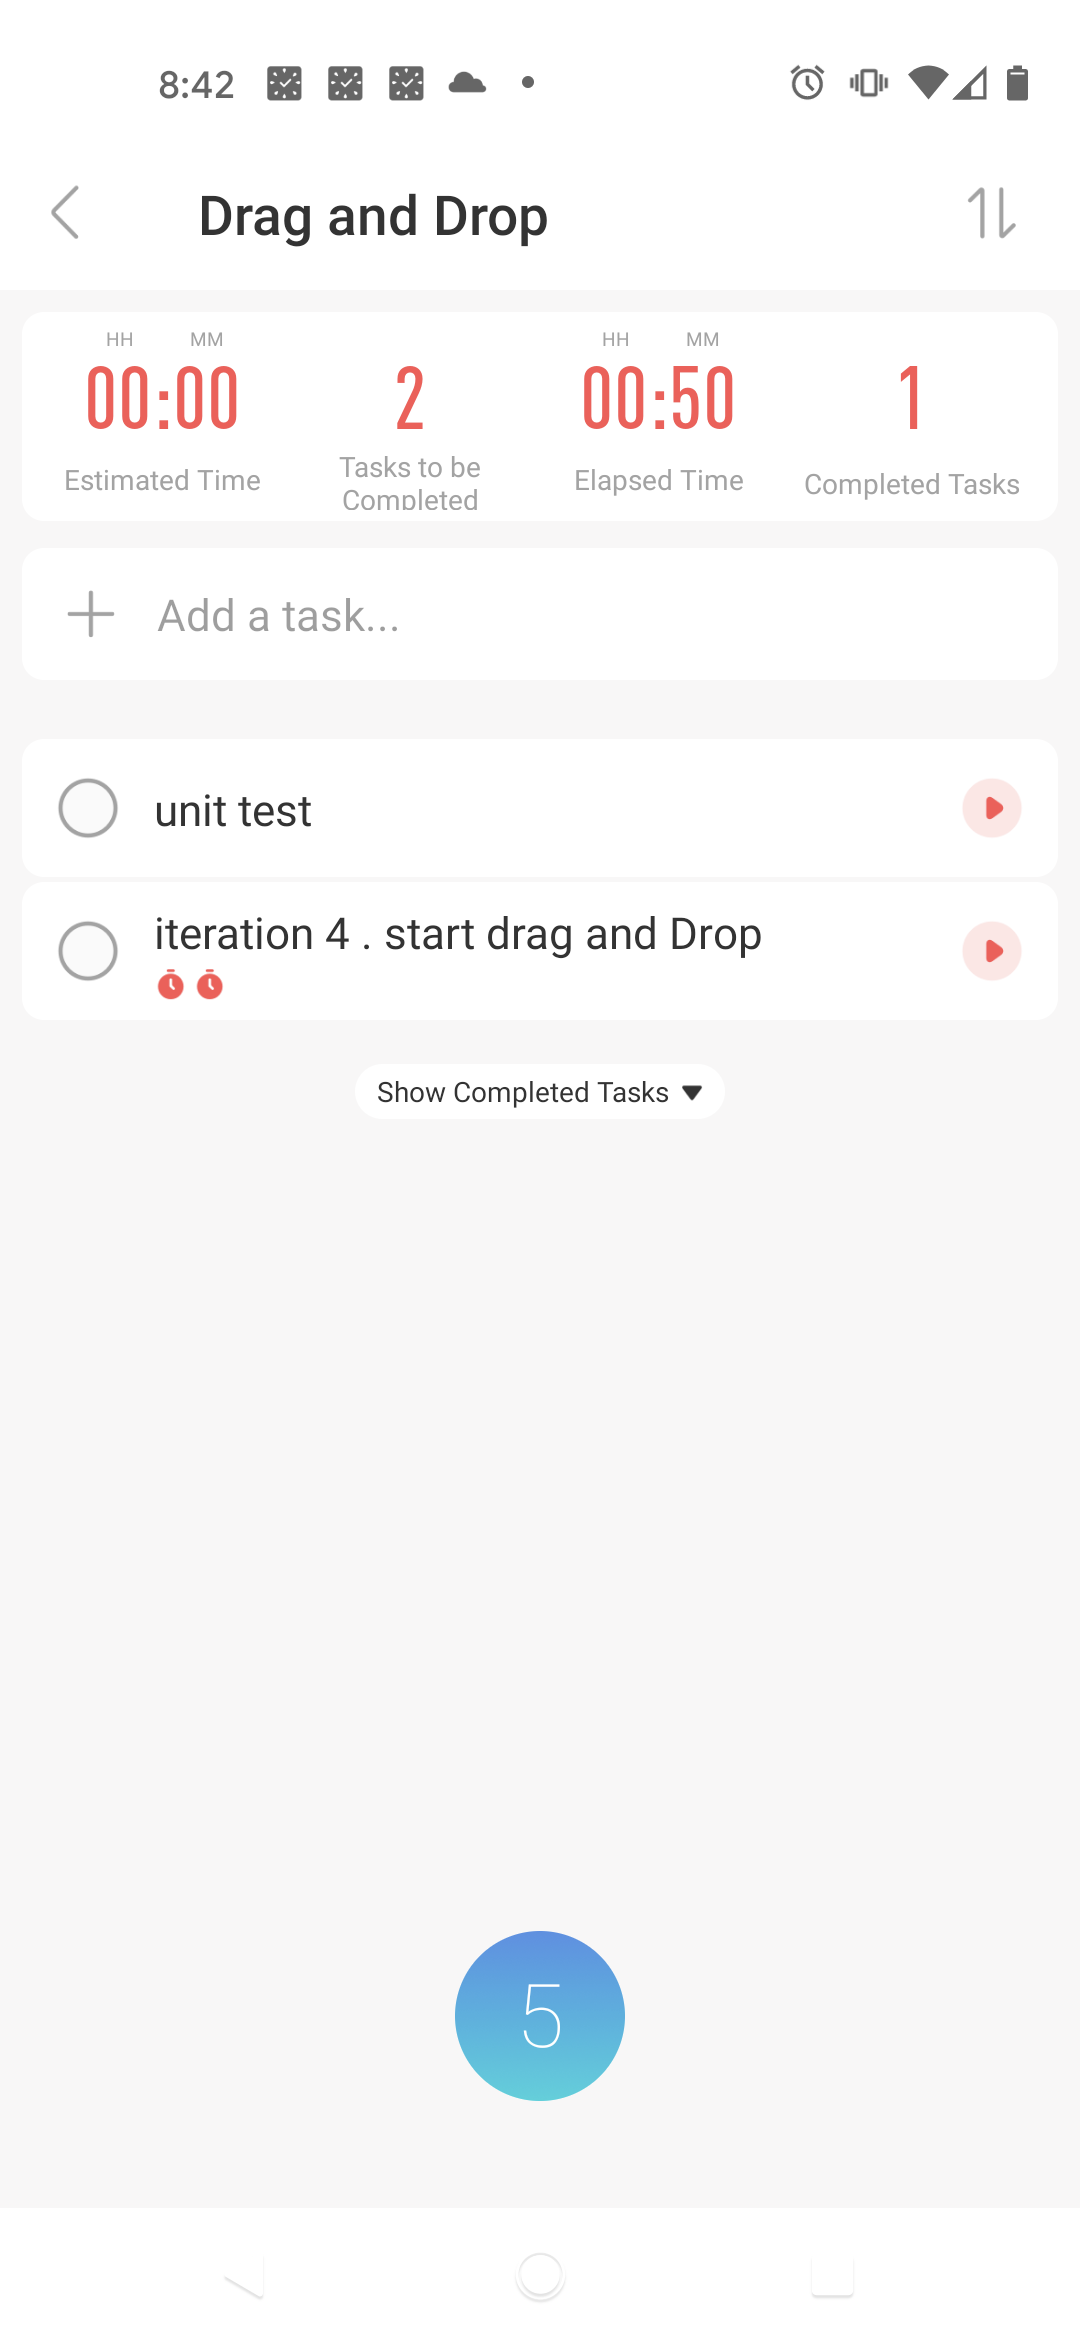 8:42
Drag and Drop
HH MM HH MM
00:00 2 00:50 1
Estimated Time Tasks to be Completed Elapsed Time Completed Tasks
Add a task...
unit test
iteration 4 . start drag and Drop
Show Completed Tasks
5